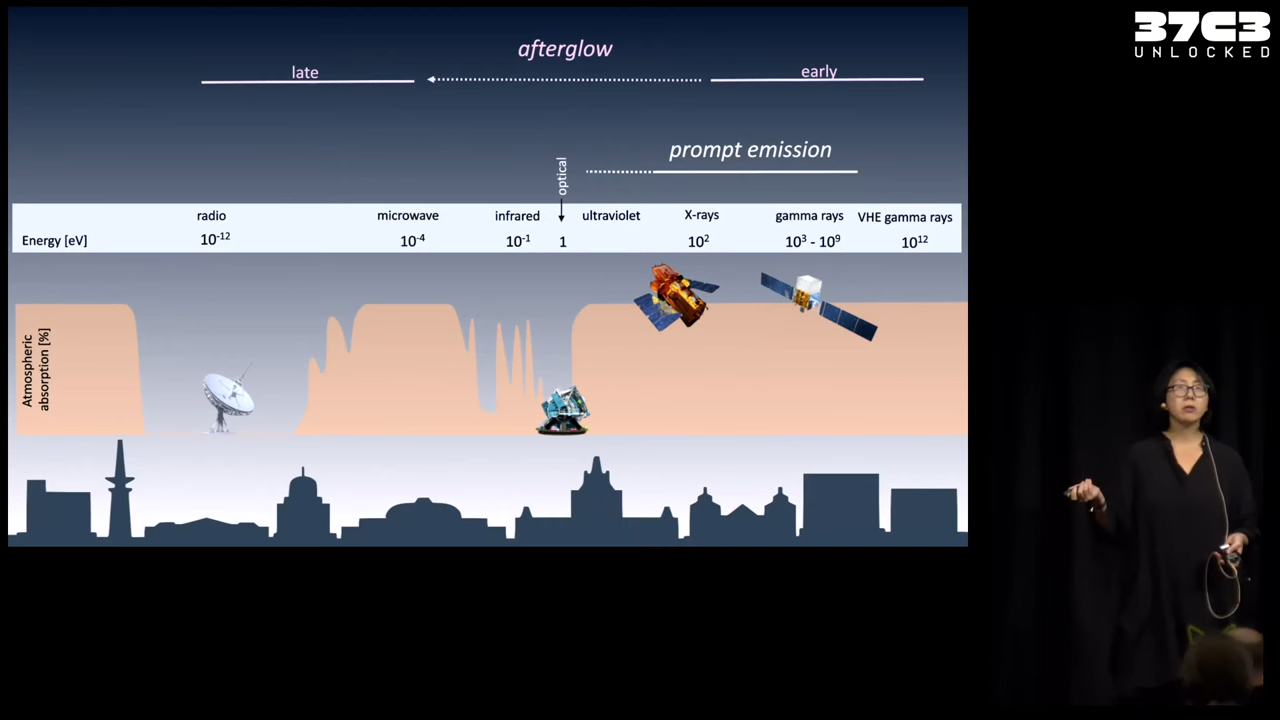 37C3
UNLOCKED
afterglow
late
early
prompt emission
optical
radio microwave infrared ultraviolet X-rays gamma rays VHE gamma rays
Energy [eV] 10⁻¹² 10⁻⁴ 10⁻¹ 1 10² 10³ - 10⁹ 10¹²
Atmospheric
absorption [%]